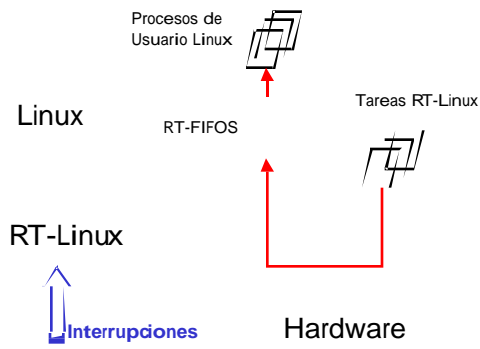 Procesos de
Usuario Linux
Tareas RT-Linux
Linux
RT-FIFOS
RT-Linux
Interrupciones
Hardware